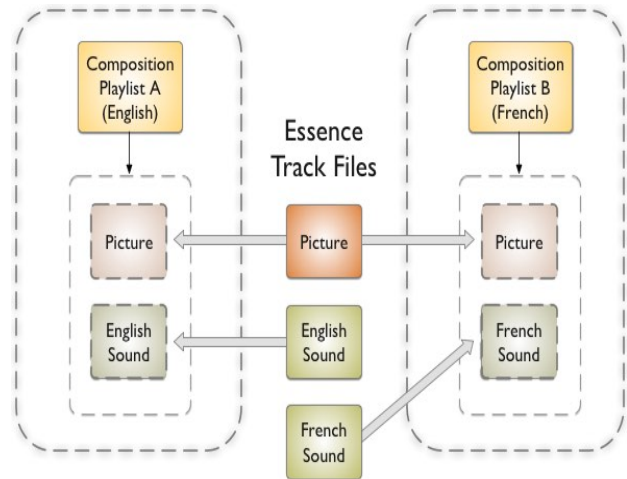 Composition
Playlist A
(English)
Composition
Playlist B
(French)
Essence
Track Files
Picture
Picture
Picture
English
Sound
English
Sound
French
Sound
French
Sound